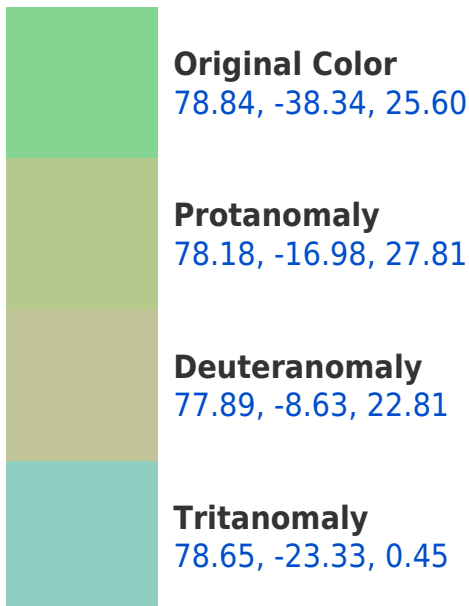 Original Color
78.84, -38.34, 25.60
Protanomaly
78.18, -16.98, 27.81
Deuteranomaly
77.89, -8.63, 22.81
Tritanomaly
78.65, -23.33, 0.45